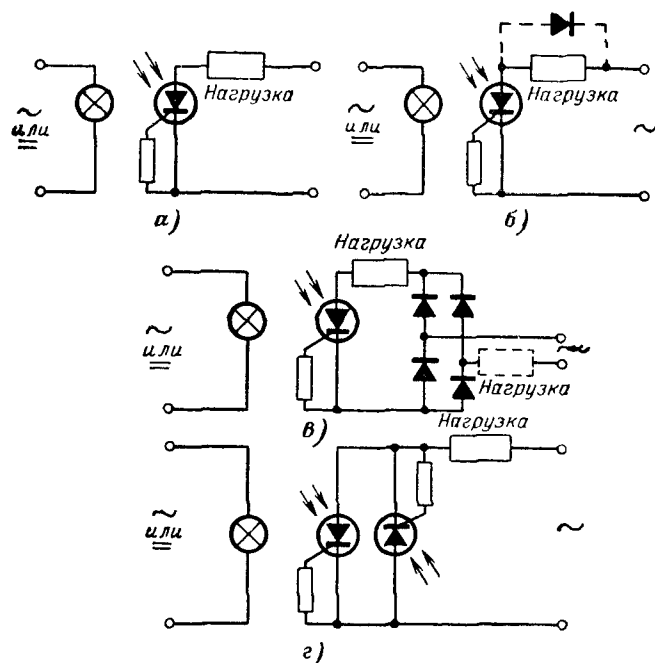 Нагрузка
~
или
=
а)
Нагрузка
~
или
=
~
б)
Нагрузка
~
или
=
~
Нагрузка
в)
Нагрузка
~
или
=
~
г)